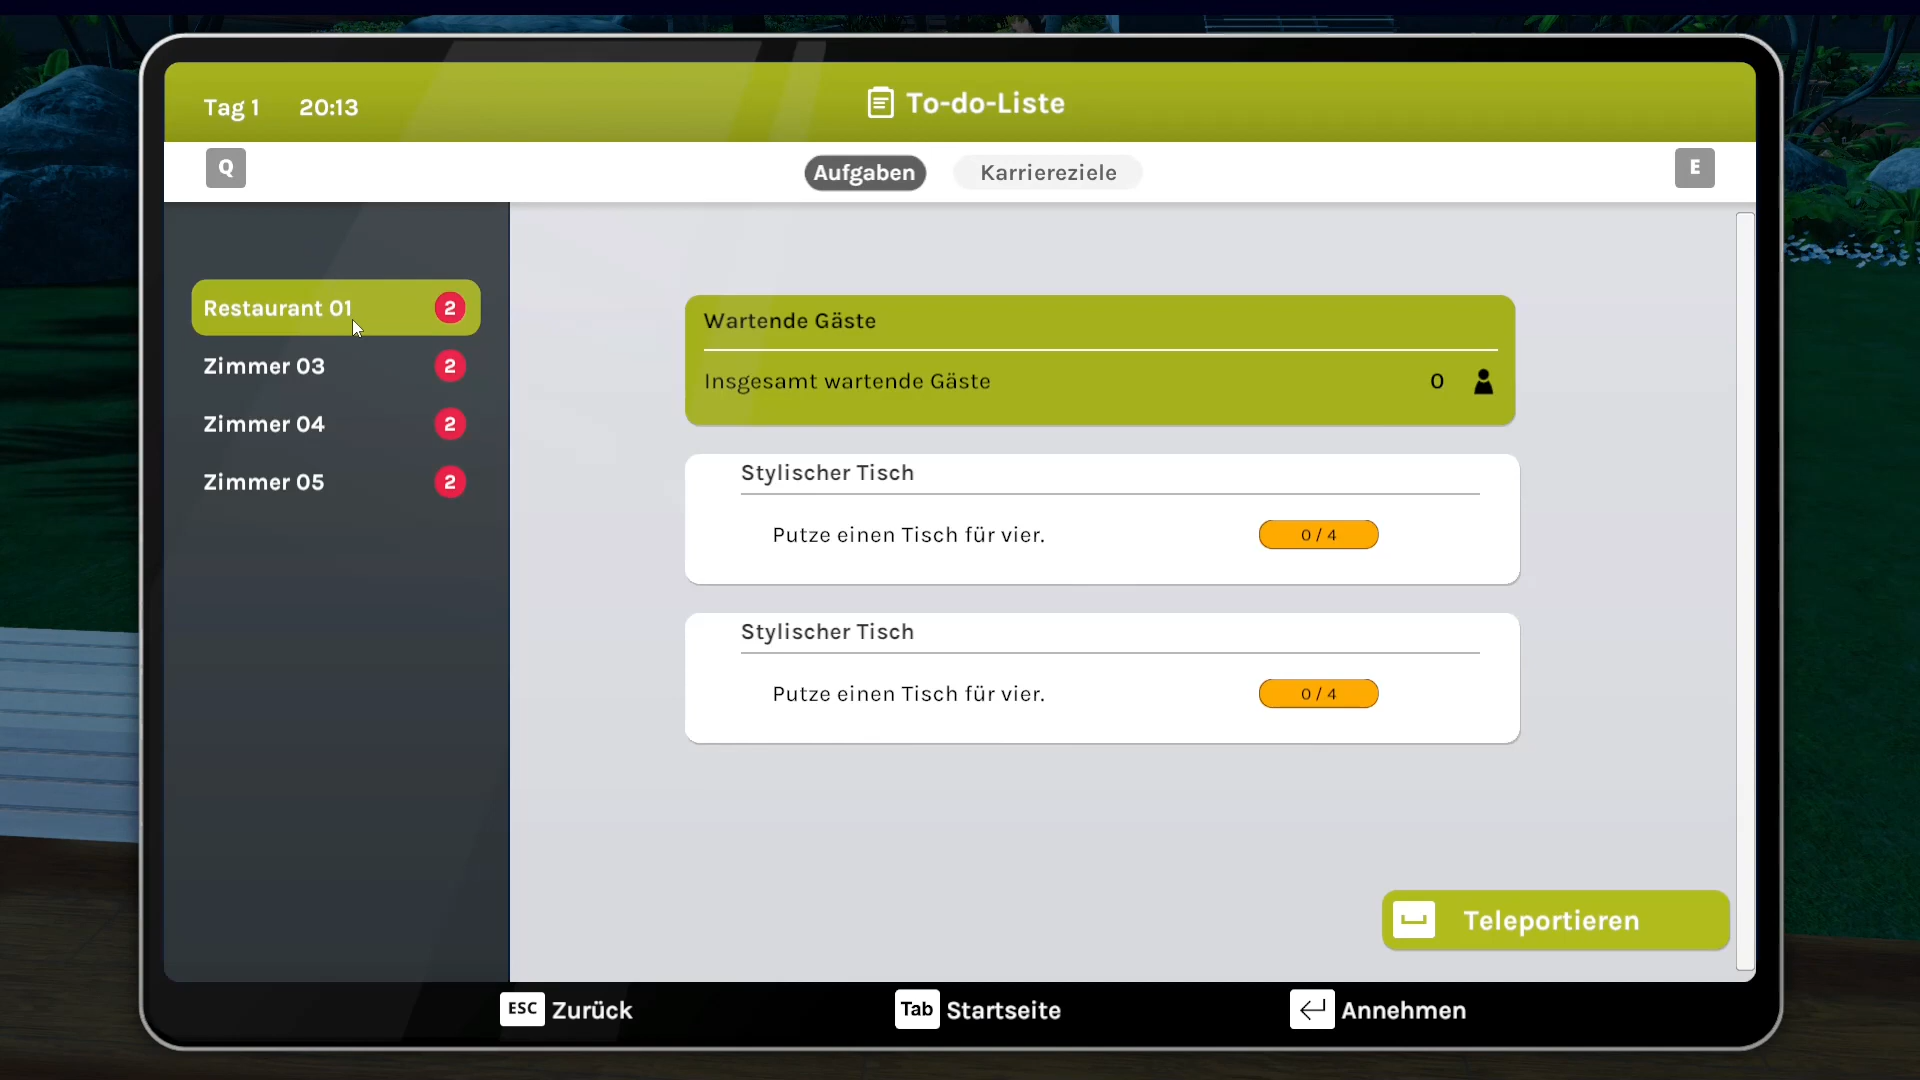 Tag 1 20:13 To-do-Liste
Q Aufgaben Karriereziele E
Restaurant 01 2
Zimmer 03 2
Zimmer 04 2
Zimmer 05 2
Wartende Gäste
Insgesamt wartende Gäste 0
Stylischer Tisch
Putze einen Tisch für vier. 0 / 4
Stylischer Tisch
Putze einen Tisch für vier. 0 / 4
Teleportieren
ESC Zurück Tab Startseite Annehmen